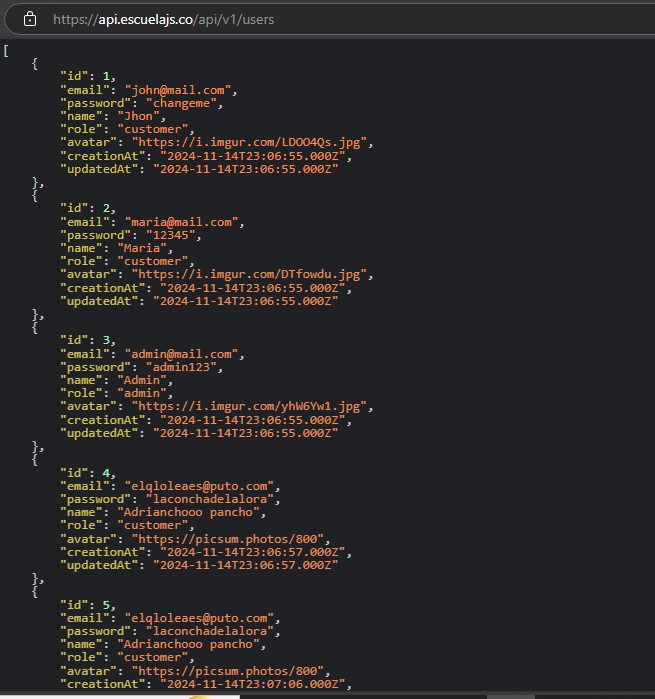 https://api.escuelajs.co/api/v1/users
[
{
"id": 1,
"email": "john@mail.com",
"password": "changeme",
"name": "Jhon",
"role": "customer",
"avatar": "https://i.imgur.com/LDOO4Qs.jpg",
"creationAt": "2024-11-14T23:06:55.000Z",
"updatedAt": "2024-11-14T23:06:55.000Z"
},
{
"id": 2,
"email": "maria@mail.com",
"password": "12345",
"name": "Maria",
"role": "customer",
"avatar": "https://i.imgur.com/DTfowdu.jpg",
"creationAt": "2024-11-14T23:06:55.000Z",
"updatedAt": "2024-11-14T23:06:55.000Z"
},
{
"id": 3,
"email": "admin@mail.com",
"password": "admin123",
"name": "Admin",
"role": "admin",
"avatar": "https://i.imgur.com/yhW6Yw1.jpg",
"creationAt": "2024-11-14T23:06:55.000Z",
"updatedAt": "2024-11-14T23:06:55.000Z"
},
{
"id": 4,
"email": "elqloleaes@puto.com",
"password": "laconchadelalora",
"name": "Adrianchooo pancho",
"role": "customer",
"avatar": "https://picsum.photos/800",
"creationAt": "2024-11-14T23:06:57.000Z",
"updatedAt": "2024-11-14T23:06:57.000Z"
},
{
"id": 5,
"email": "elqloleaes@puto.com",
"password": "laconchadelalora",
"name": "Adrianchooo pancho",
"role": "customer",
"avatar": "https://picsum.photos/800",
"creationAt": "2024-11-14T23:07:06.000Z",